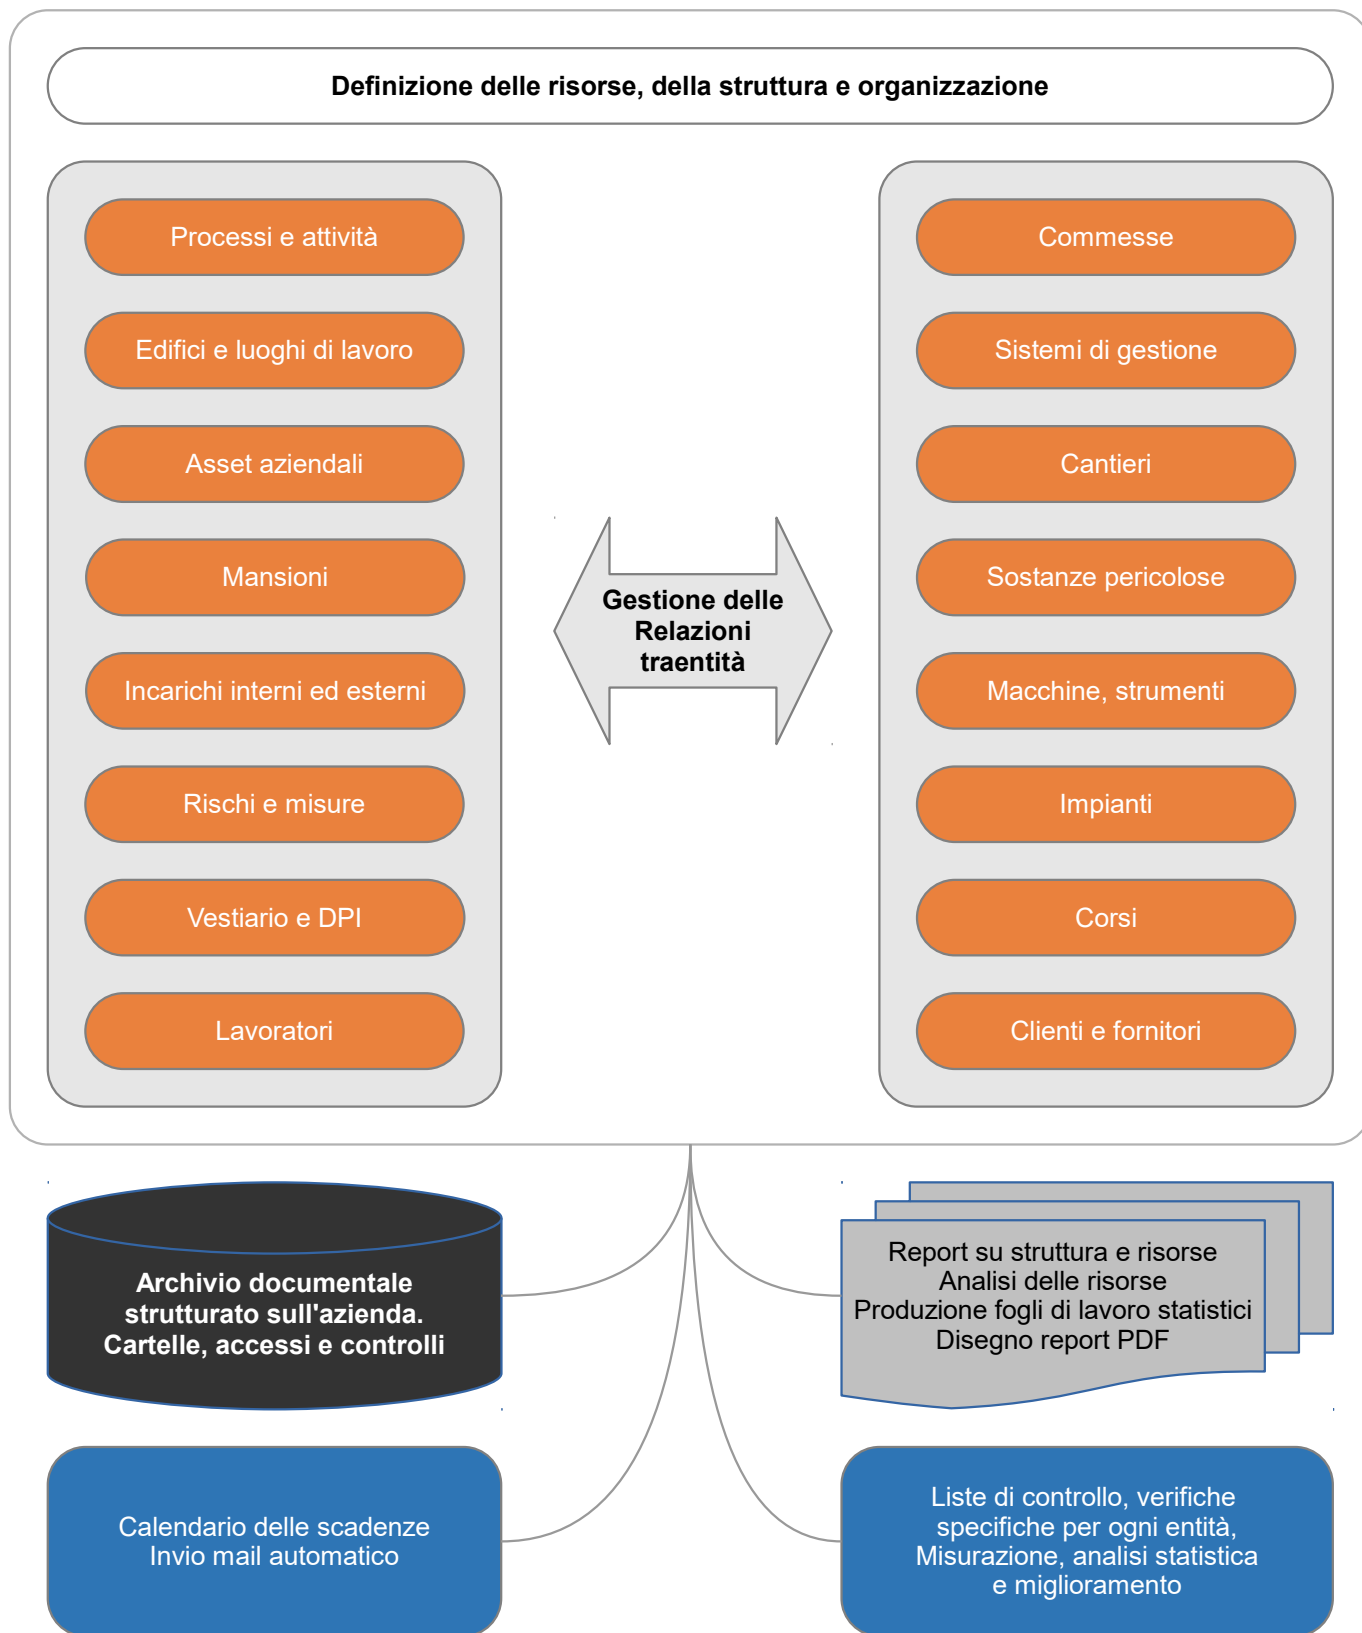 Definizione delle risorse, della struttura e organizzazione
Processi e attività
Edifici e luoghi di lavoro
Asset aziendali
Mansioni
Incarichi interni ed esterni
Rischi e misure
Vestiario e DPI
Lavoratori
Gestione delle
Relazioni
traentità
Commesse
Sistemi di gestione
Cantieri
Sostanze pericolose
Macchine, strumenti
Impianti
Corsi
Clienti e fornitori
Archivio documentale
strutturato sull'azienda.
Cartelle, accessi e controlli
Report su struttura e risorse
Analisi delle risorse
Produzione fogli di lavoro statistici
Disegno report PDF
Calendario delle scadenze
Invio mail automatico
Liste di controllo, verifiche
specifiche per ogni entità,
Misurazione, analisi statistica
e miglioramento